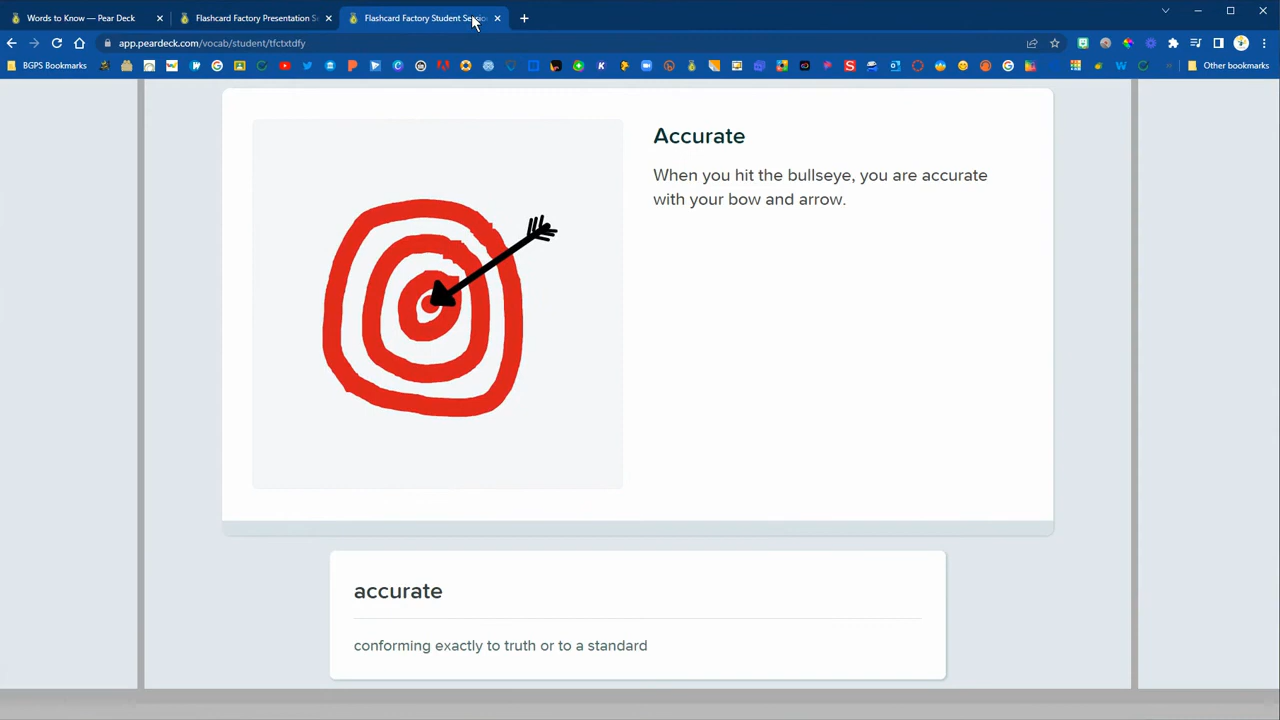 Words to Know — Pear Deck
Flashcard Factory Presentation S
Flashcard Factory Student Sessi
app.peardeck.com/vocab/student/tfctxtdfy
BGPS Bookmarks
Other bookmarks
Accurate
When you hit the bullseye, you are accurate
with your bow and arrow.
accurate
conforming exactly to truth or to a standard